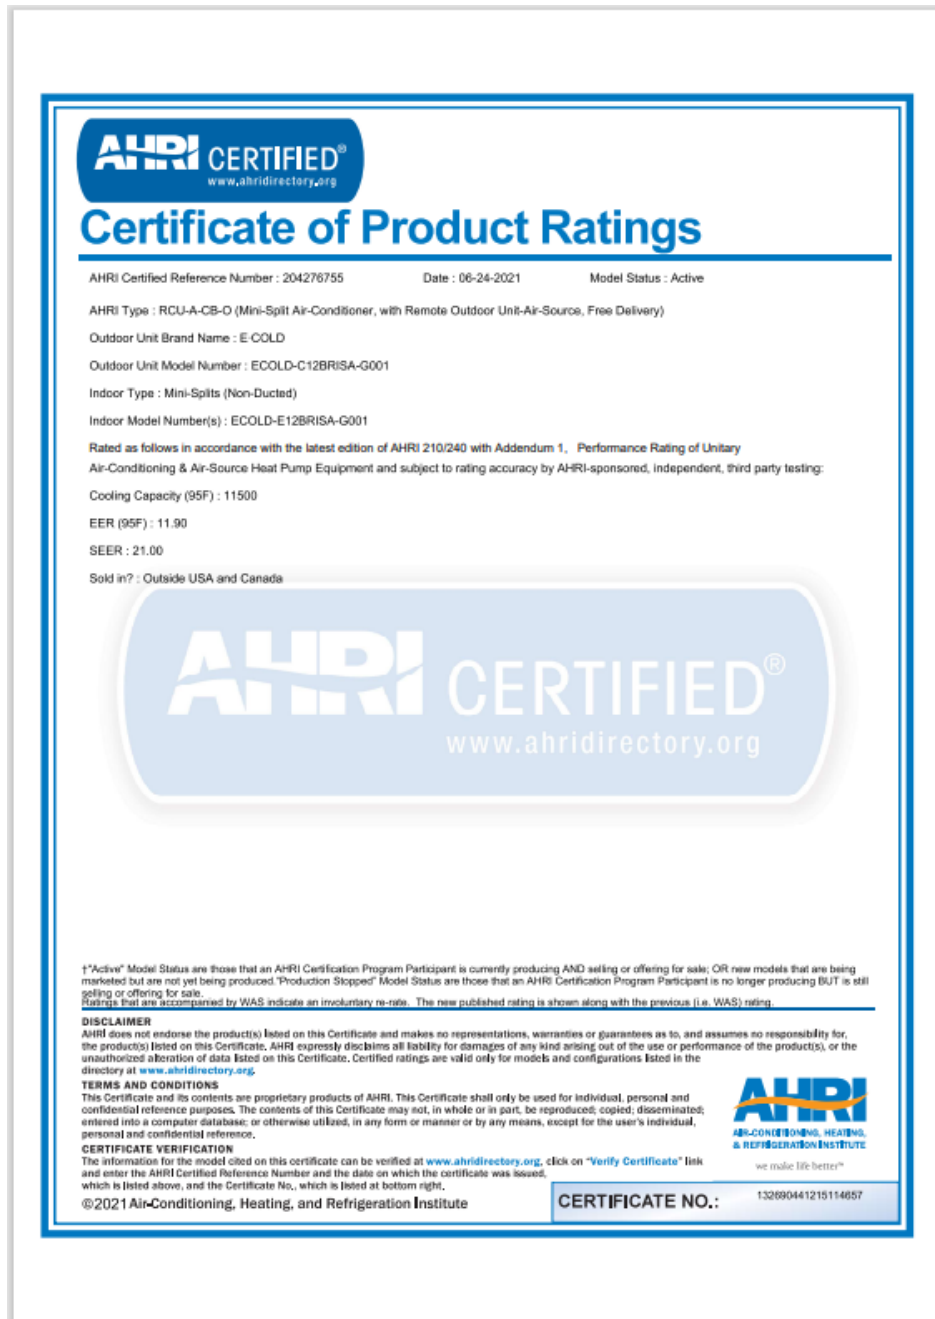 AHRI CERTIFIED®
www.ahridirectory.org
Certificate of Product Ratings
AHRI Certified Reference Number : 204276755 Date : 06-24-2021 Model Status : Active
AHRI Type : RCU-A-CB-O (Mini-Split Air-Conditioner, with Remote Outdoor Unit-Air-Source, Free Delivery)
Outdoor Unit Brand Name : E-COLD
Outdoor Unit Model Number : ECOLD-C12BRISA-G001
Indoor Type : Mini-Splits (Non-Ducted)
Indoor Model Number(s) : ECOLD-E12BRISA-G001
Rated as follows in accordance with the latest edition of AHRI 210/240 with Addendum 1, Performance Rating of Unitary
Air-Conditioning & Air-Source Heat Pump Equipment and subject to rating accuracy by AHRI-sponsored, independent, third party testing:
Cooling Capacity (95F) : 11500
EER (95F) : 11.90
SEER : 21.00
Sold in? : Outside USA and Canada
AHRI CERTIFIED®
www.ahridirectory.org
†"Active" Model Status are those that an AHRI Certification Program Participant is currently producing AND selling or offering for sale; OR new models that are being
marketed but are not yet being produced."Production Stopped" Model Status are those that an AHRI Certification Program Participant is no longer producing BUT is still
selling or offering for sale.
Ratings that are accompanied by WAS indicate an involuntary re-rate. The new published rating is shown along with the previous (i.e. WAS) rating.
DISCLAIMER
AHRI does not endorse the product(s) listed on this Certificate and makes no representations, warranties or guarantees as to, and assumes no responsibility for,
the product(s) listed on this Certificate. AHRI expressly disclaims all liability for damages of any kind arising out of the use or performance of the product(s), or the
unauthorized alteration of data listed on this Certificate. Certified ratings are valid only for models and configurations listed in the
directory at www.ahridirectory.org.
TERMS AND CONDITIONS
This Certificate and its contents are proprietary products of AHRI. This Certificate shall only be used for individual, personal and
confidential reference purposes. The contents of this Certificate may not, in whole or in part, be reproduced; copied; disseminated;
entered into a computer database; or otherwise utilized, in any form or manner or by any means, except for the user's individual,
personal and confidential reference.
CERTIFICATE VERIFICATION
The information for the model cited on this certificate can be verified at www.ahridirectory.org, click on "Verify Certificate" link
and enter the AHRI Certified Reference Number and the date on which the certificate was issued,
which is listed above, and the Certificate No., which is listed at bottom right.
©2021 Air-Conditioning, Heating, and Refrigeration Institute
AHRI
AIR-CONDITIONING, HEATING,
& REFRIGERATION INSTITUTE
we make life better™
CERTIFICATE NO.: 132690441215114657